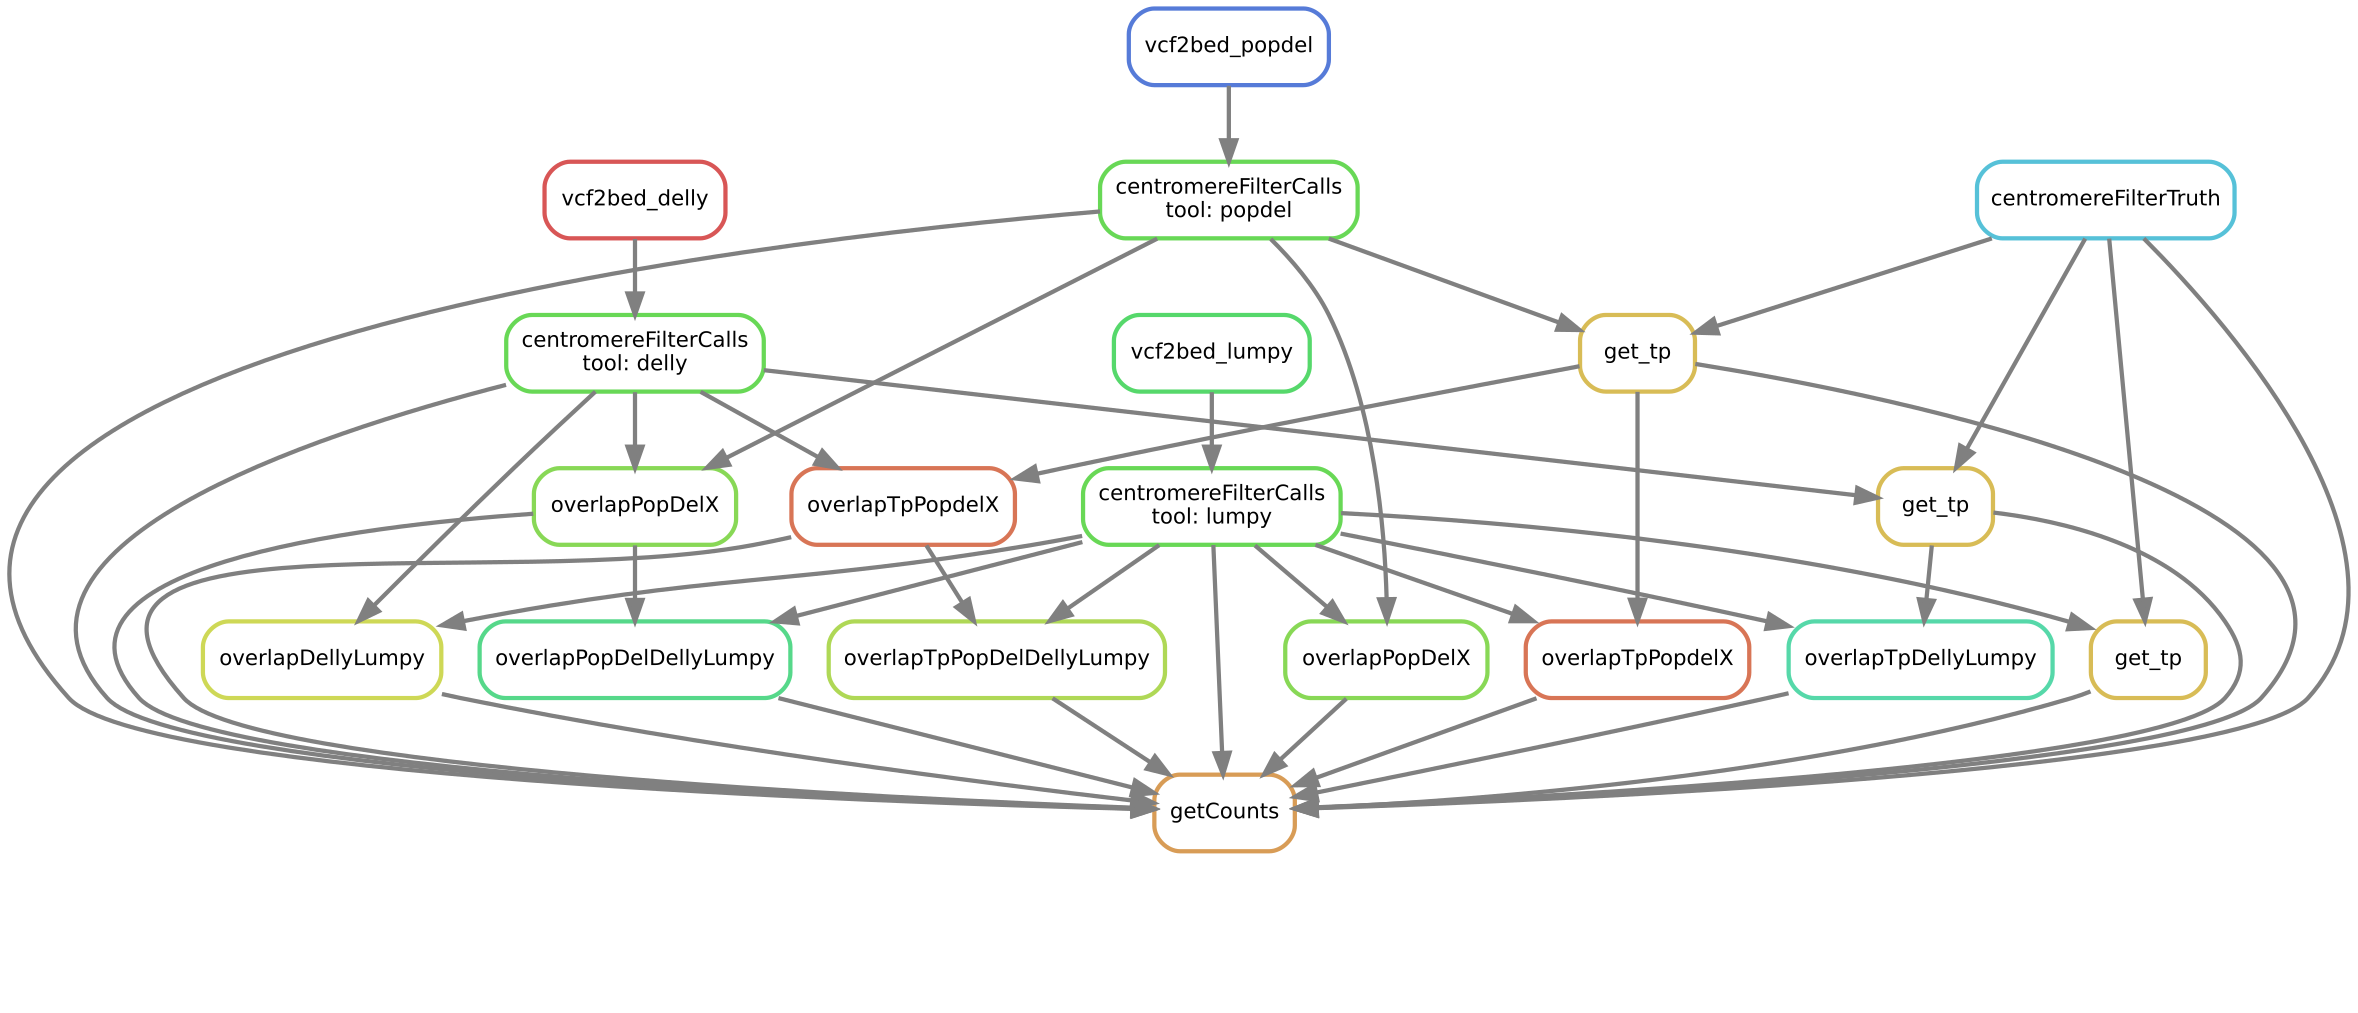 vcf2bed_popdel
vcf2bed_delly
centromereFilterCalls
tool: popdel
centromereFilterTruth
centromereFilterCalls
tool: delly
vcf2bed_lumpy
get_tp
overlapPopDelX
overlapTpPopdelX
centromereFilterCalls
tool: lumpy
get_tp
overlapDellyLumpy
overlapPopDelDellyLumpy
overlapTpPopDelDellyLumpy
overlapPopDelX
overlapTpPopdelX
overlapTpDellyLumpy
get_tp
getCounts